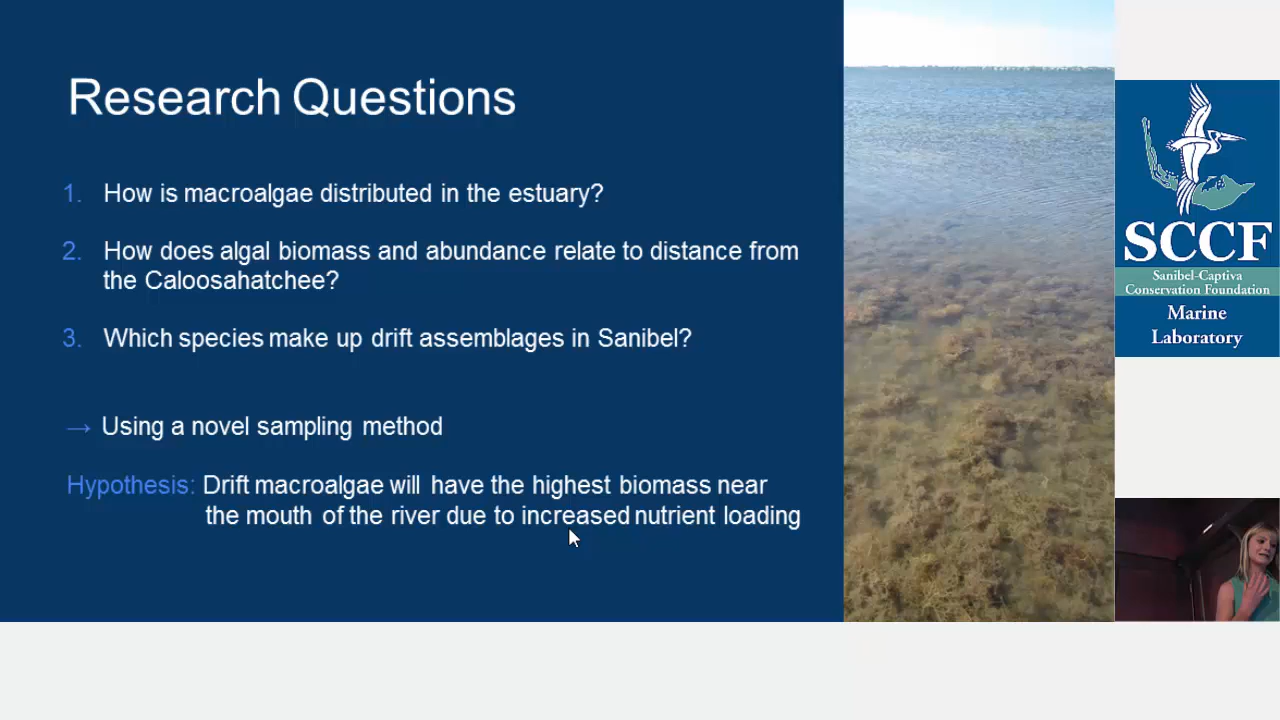 Research Questions
1. How is macroalgae distributed in the estuary?
2. How does algal biomass and abundance relate to distance from
the Caloosahatchee?
3. Which species make up drift assemblages in Sanibel?
→ Using a novel sampling method
Hypothesis: Drift macroalgae will have the highest biomass near
the mouth of the river due to increased nutrient loading
SCCF
Sanibel-Captiva
Conservation Foundation
Marine
Laboratory